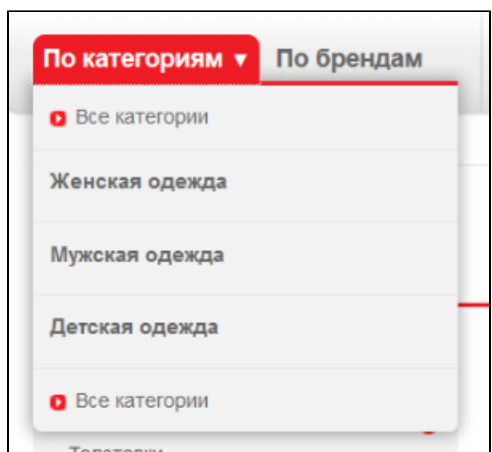 По категориям ▼ По брендам
Все категории
Женская одежда
Мужская одежда
Детская одежда
Все категории